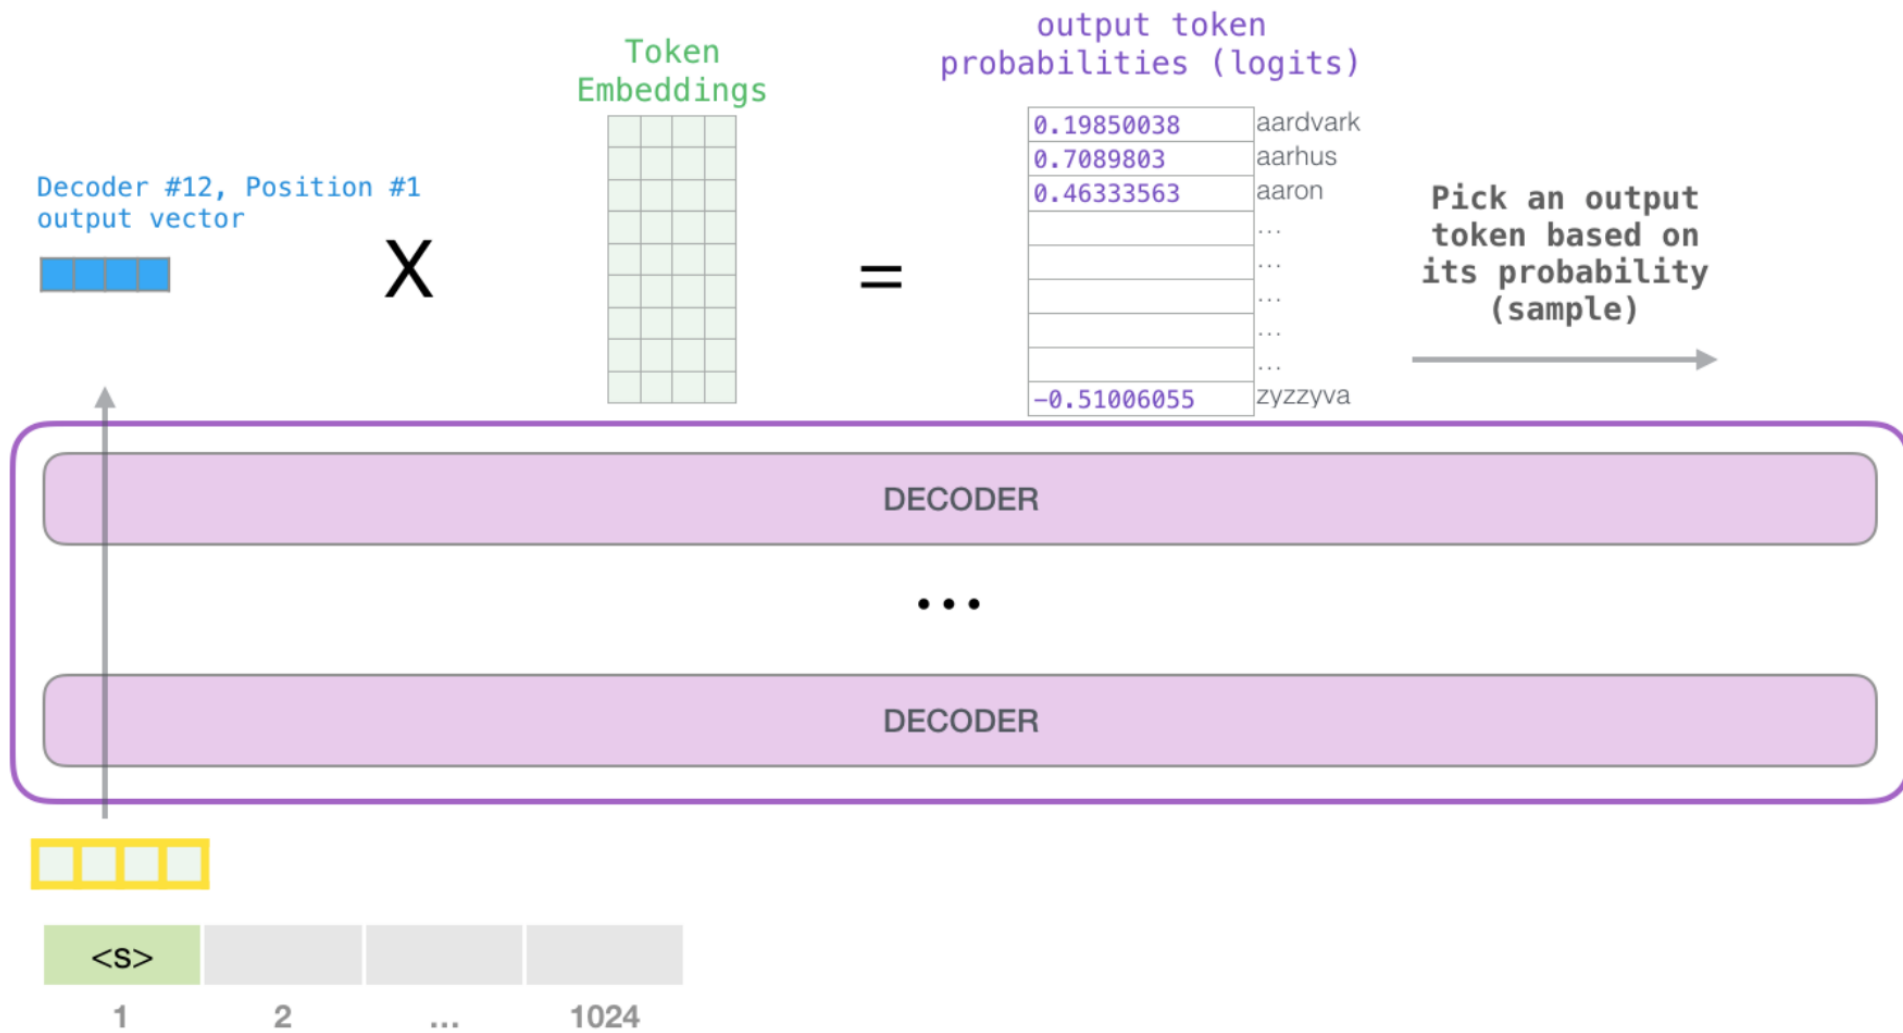 output token
probabilities (logits)
Token
Embeddings
0.19850038 aardvark
0.7089803 aarhus
0.46333563 aaron
...
...
...
...
...
-0.51006055 zyzzyva
Decoder #12, Position #1
output vector
X
=
Pick an output
token based on
its probability
(sample)
DECODER
...
DECODER
<s>
1 2 ... 1024